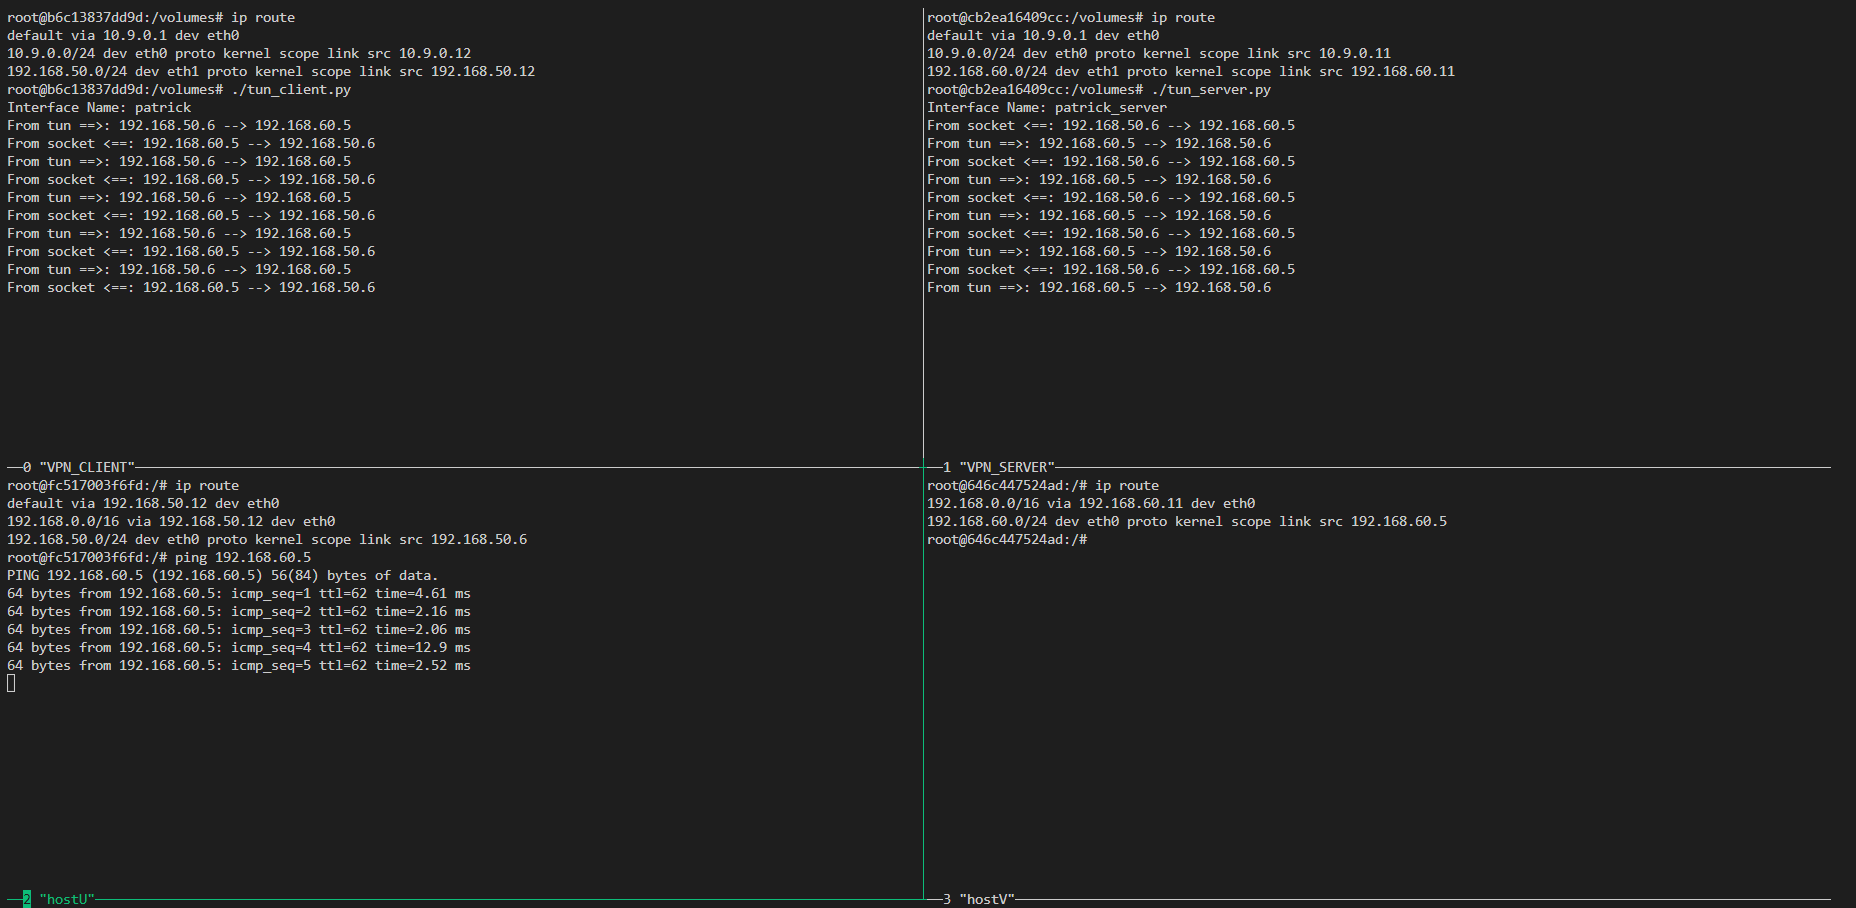 root@b6c13837dd9d:/volumes# ip route
default via 10.9.0.1 dev eth0
10.9.0.0/24 dev eth0 proto kernel scope link src 10.9.0.12
192.168.50.0/24 dev eth1 proto kernel scope link src 192.168.50.12
root@b6c13837dd9d:/volumes# ./tun_client.py
Interface Name: patrick
From tun ==>: 192.168.50.6 --> 192.168.60.5
From socket <==: 192.168.60.5 --> 192.168.50.6
From tun ==>: 192.168.50.6 --> 192.168.60.5
From socket <==: 192.168.60.5 --> 192.168.50.6
From tun ==>: 192.168.50.6 --> 192.168.60.5
From socket <==: 192.168.60.5 --> 192.168.50.6
From tun ==>: 192.168.50.6 --> 192.168.60.5
From socket <==: 192.168.60.5 --> 192.168.50.6
From tun ==>: 192.168.50.6 --> 192.168.60.5
From socket <==: 192.168.60.5 --> 192.168.50.6
0 "VPN_CLIENT"
root@cb2ea16409cc:/volumes# ip route
default via 10.9.0.1 dev eth0
10.9.0.0/24 dev eth0 proto kernel scope link src 10.9.0.11
192.168.60.0/24 dev eth1 proto kernel scope link src 192.168.60.11
root@cb2ea16409cc:/volumes# ./tun_server.py
Interface Name: patrick_server
From socket <==: 192.168.50.6 --> 192.168.60.5
From tun ==>: 192.168.60.5 --> 192.168.50.6
From socket <==: 192.168.50.6 --> 192.168.60.5
From tun ==>: 192.168.60.5 --> 192.168.50.6
From socket <==: 192.168.50.6 --> 192.168.60.5
From tun ==>: 192.168.60.5 --> 192.168.50.6
From socket <==: 192.168.50.6 --> 192.168.60.5
From tun ==>: 192.168.60.5 --> 192.168.50.6
From socket <==: 192.168.50.6 --> 192.168.60.5
From tun ==>: 192.168.60.5 --> 192.168.50.6
1 "VPN_SERVER"
root@fc517003f6fd:/# ip route
default via 192.168.50.12 dev eth0
192.168.0.0/16 via 192.168.50.12 dev eth0
192.168.50.0/24 dev eth0 proto kernel scope link src 192.168.50.6
root@fc517003f6fd:/# ping 192.168.60.5
PING 192.168.60.5 (192.168.60.5) 56(84) bytes of data.
64 bytes from 192.168.60.5: icmp_seq=1 ttl=62 time=4.61 ms
64 bytes from 192.168.60.5: icmp_seq=2 ttl=62 time=2.16 ms
64 bytes from 192.168.60.5: icmp_seq=3 ttl=62 time=2.06 ms
64 bytes from 192.168.60.5: icmp_seq=4 ttl=62 time=12.9 ms
64 bytes from 192.168.60.5: icmp_seq=5 ttl=62 time=2.52 ms
2 "hostU"
root@646c447524ad:/# ip route
192.168.0.0/16 via 192.168.60.11 dev eth0
192.168.60.0/24 dev eth0 proto kernel scope link src 192.168.60.5
root@646c447524ad:/#
3 "hostV"